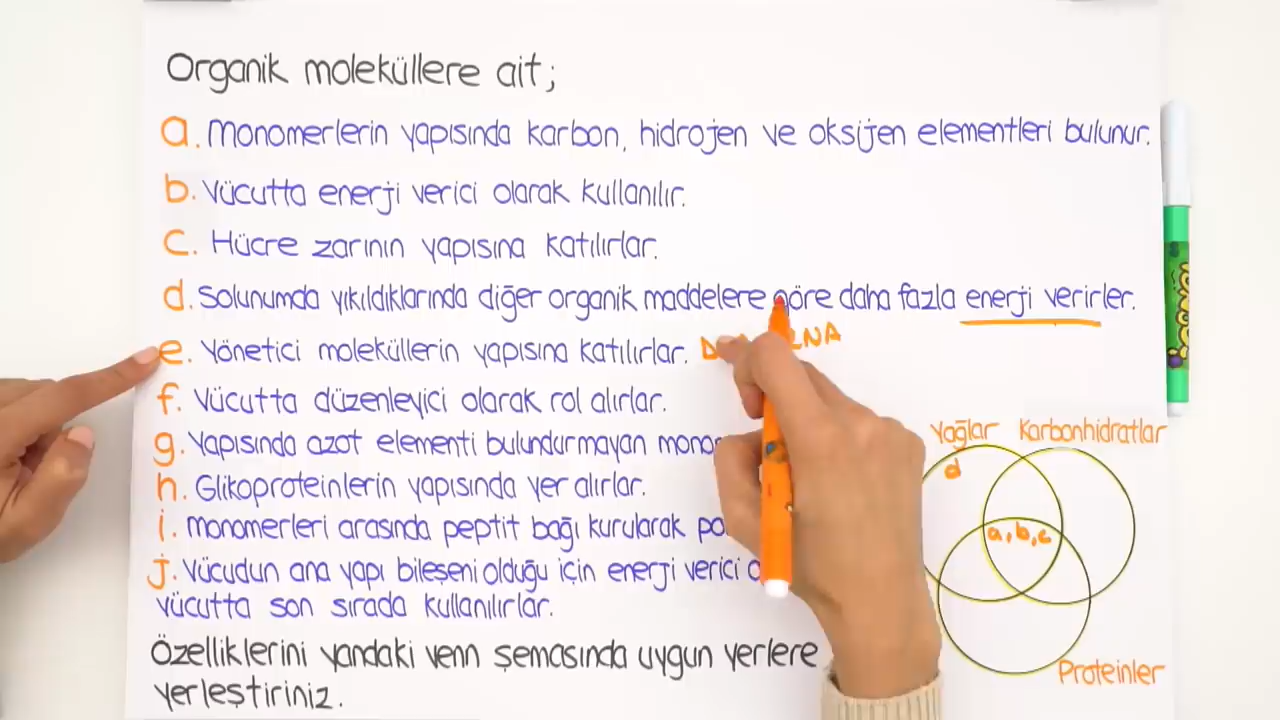 Organik moleküllere ait;
a. Monomerlerin yapısında karbon, hidrojen ve oksijen elementleri bulunur.
b. Vücutta enerji verici olarak kullanılır.
c. Hücre zarının yapısına katılırlar.
d. Solunumda yıkıldıklarında diğer organik maddelere göre daha fazla enerji verirler.
e. Yönetici moleküllerin yapısına katılırlar.
f. Vücutta düzenleyici olarak rol alırlar.
g. Yapısında azot elementi bulundurmayan
h. Glikoproteinlerin yapısında yer alırlar.
i. monomerleri arasında peptit bağı kurularak
j. Vücudun ana yapı bileşeni olduğu için enerji verici
vücutta son sırada kullanılırlar.
Özelliklerini yandaki venn şemasında uygun yerlere
yerleştiriniz.
Yağlar Karbonhidratlar
d
a, b, c
Proteinler